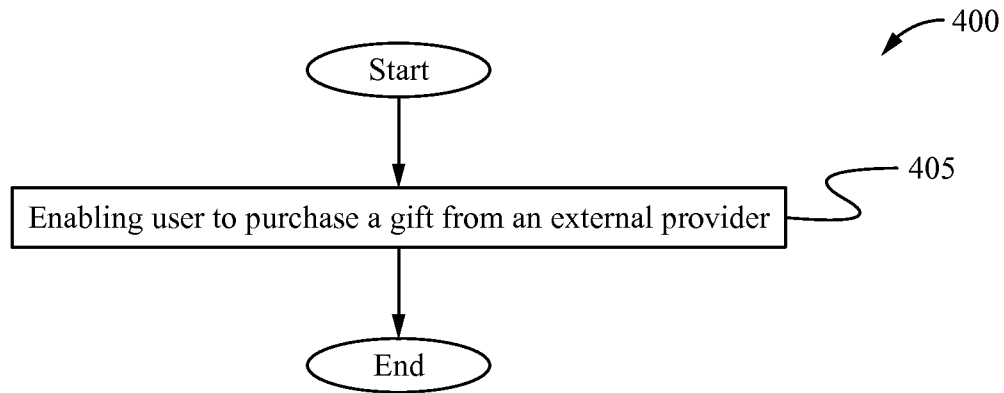 400
Start
405
Enabling user to purchase a gift from an external provider
End